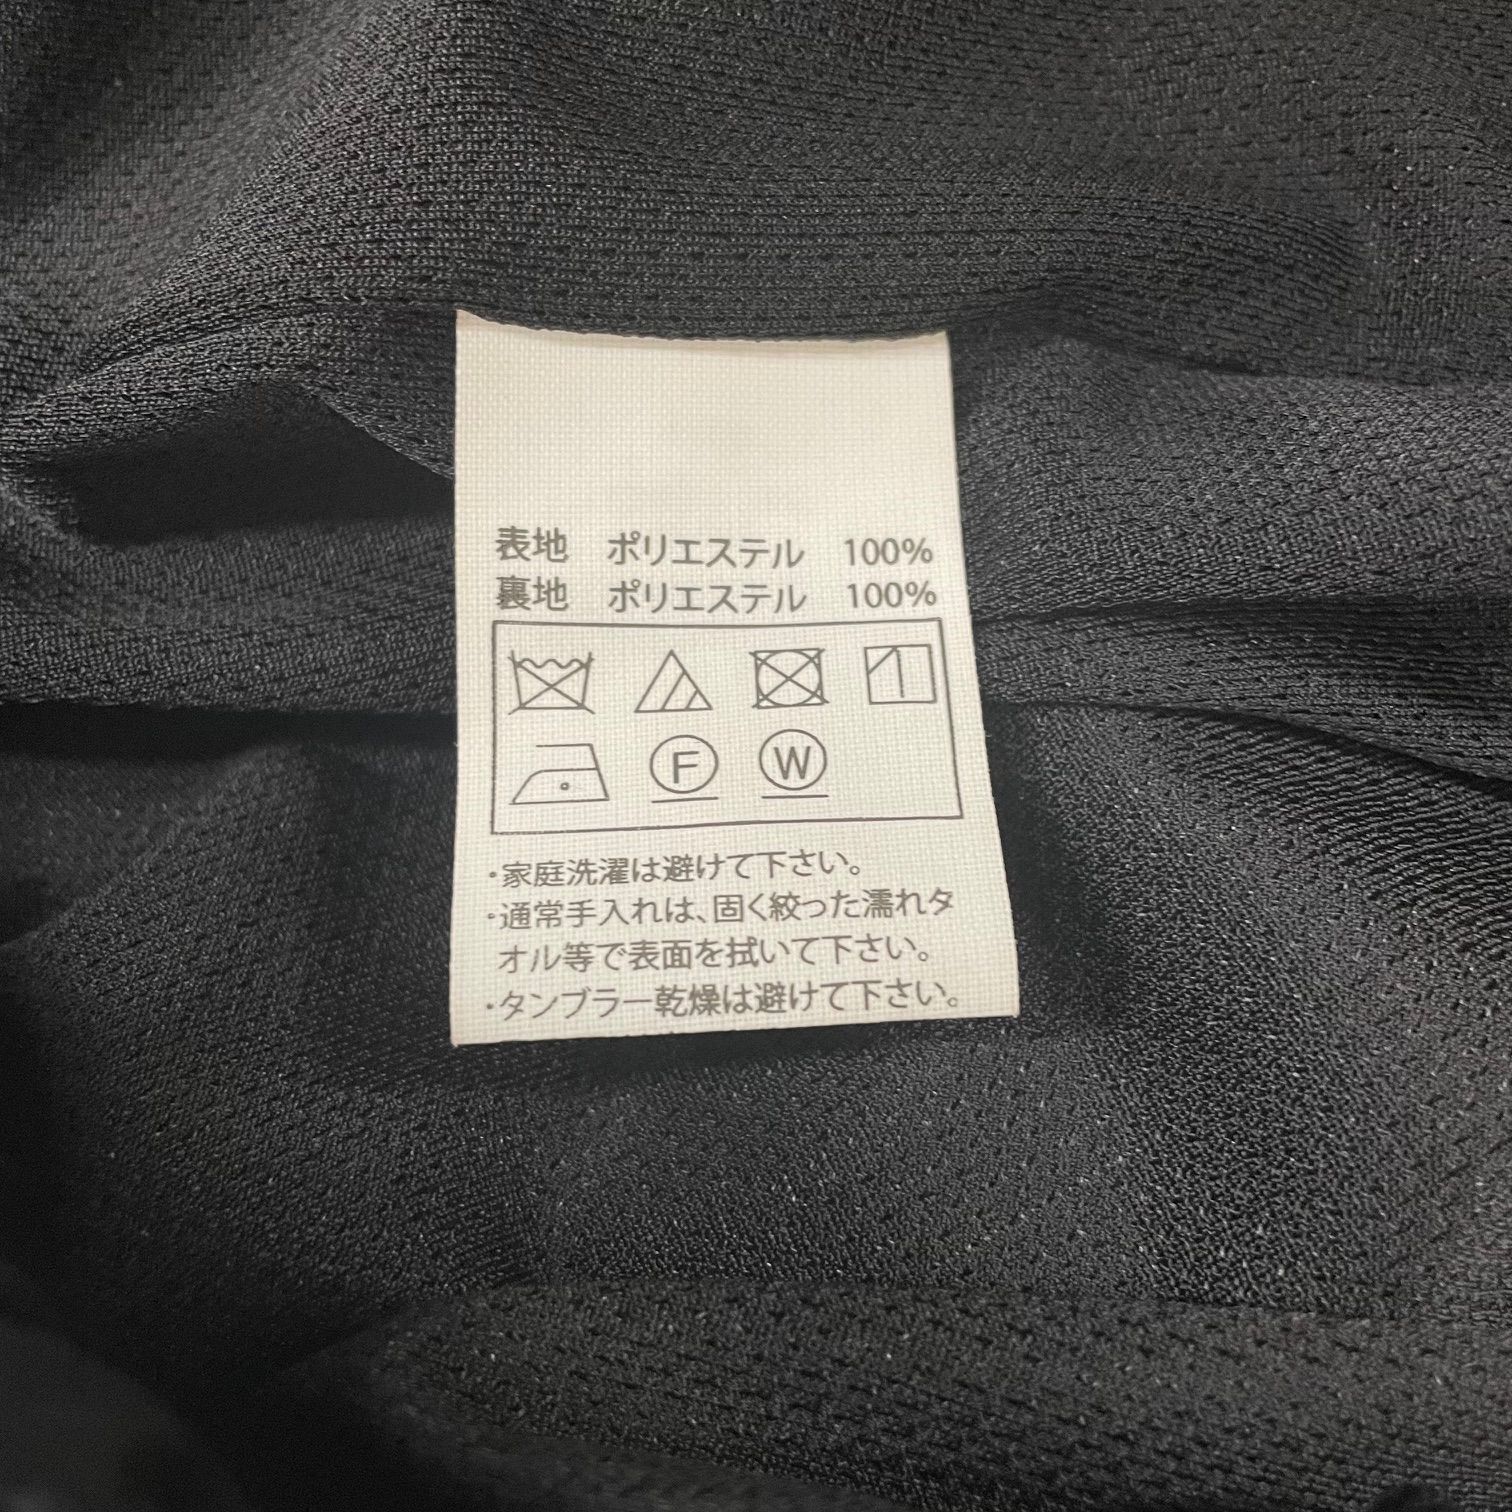 表地 ポリエステル 100%
裏地 ポリエステル 100%
F W
・家庭洗濯は避けて下さい。
・通常手入れは、固く絞った濡れタ
オル等で表面を拭いて下さい。
・タンブラー乾燥は避けて下さい。